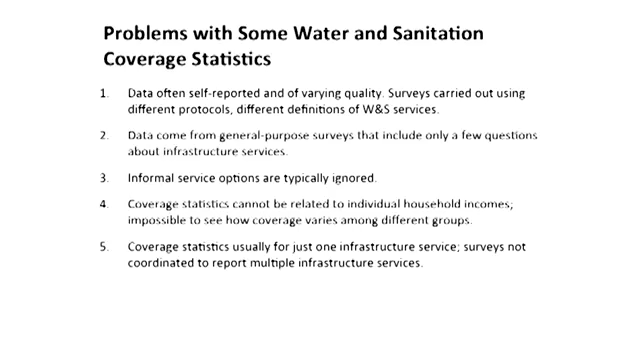 Problems with Some Water and Sanitation
Coverage Statistics
1. Data often self-reported and of varying quality. Surveys carried out using
different protocols, different definitions of W&S services.
2. Data come from general-purpose surveys that include only a few questions
about infrastructure services.
3. Informal service options are typically ignored.
4. Coverage statistics cannot be related to individual household incomes;
impossible to see how coverage varies among different groups.
5. Coverage statistics usually for just one infrastructure service; surveys not
coordinated to report multiple infrastructure services.